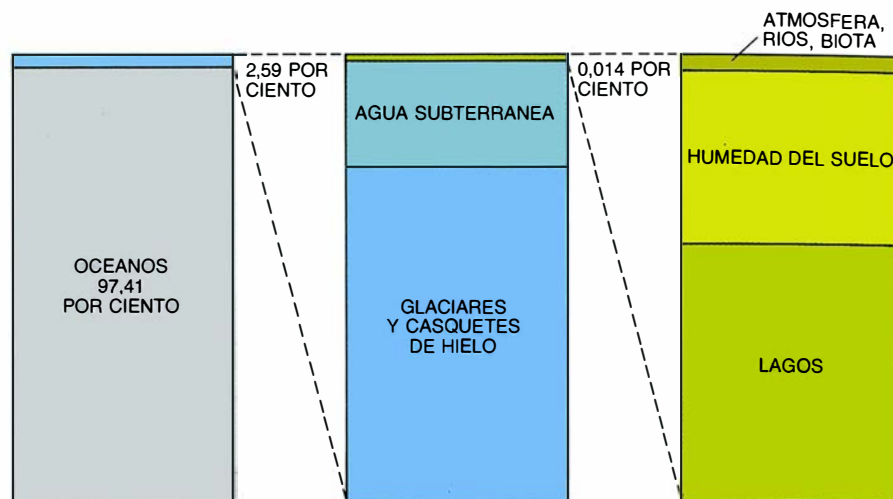 ATMOSFERA,
RIOS, BIOTA
2,59 POR
CIENTO
0,014 POR
CIENTO
AGUA SUBTERRANEA
HUMEDAD DEL SUELO
OCEANOS
97,41
POR CIENTO
GLACIARES
Y CASQUETES
DE HIELO
LAGOS